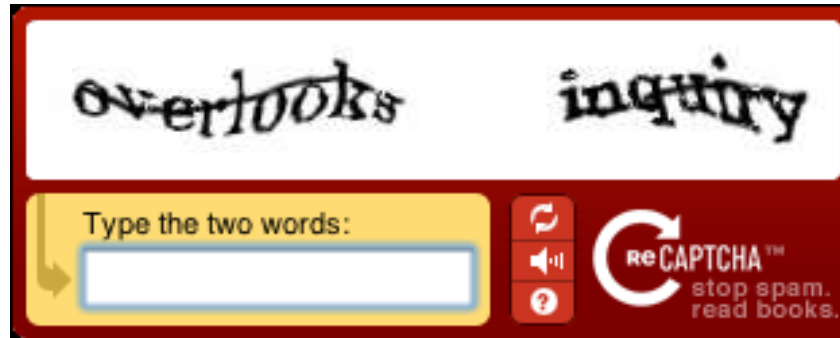 overlooks inquiry
Type the two words:
ReCAPTCHA™
stop spam.
read books.